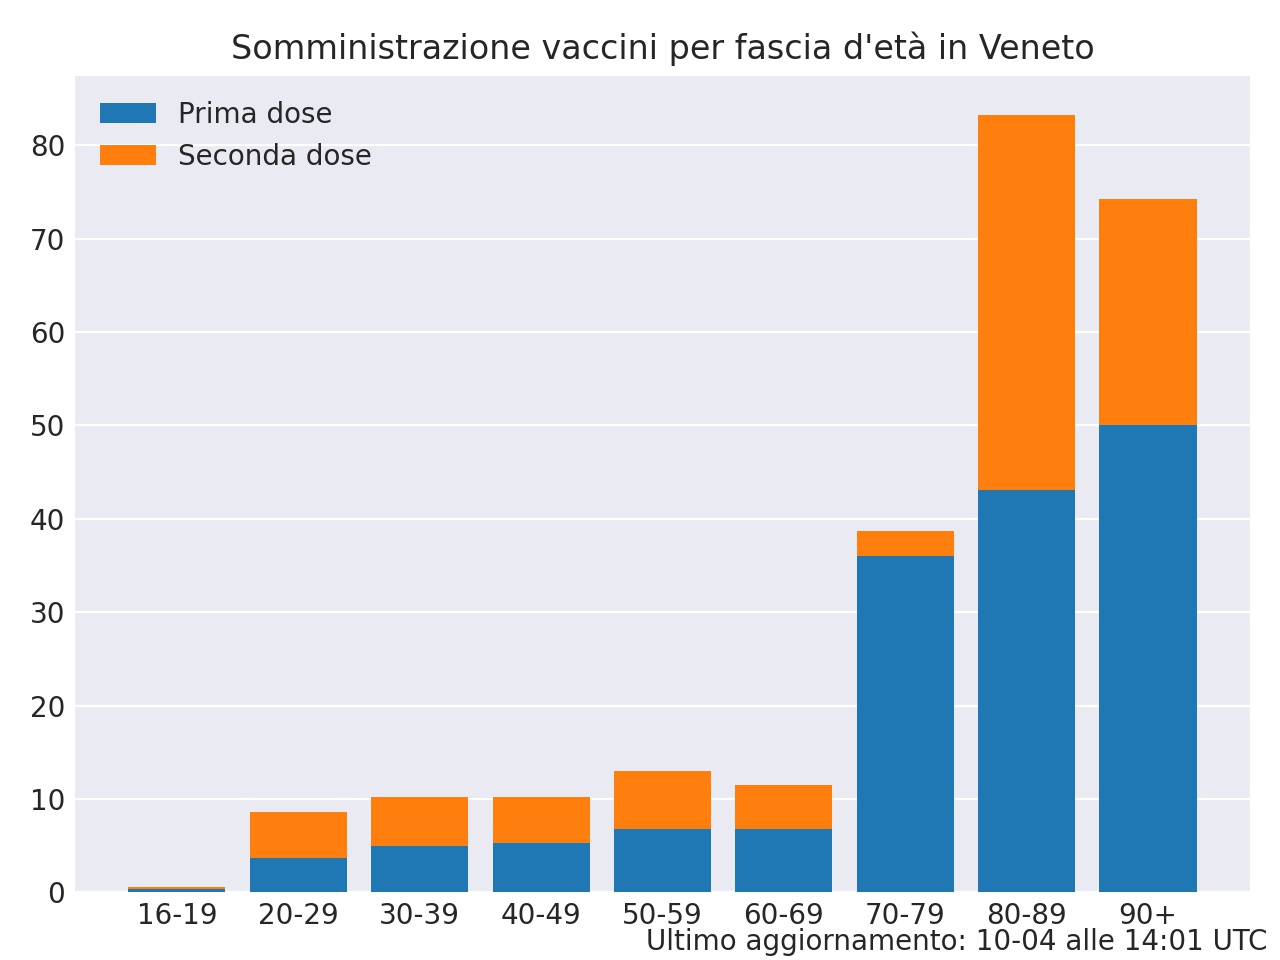 Somministrazione vaccini per fascia d'età in Veneto
Prima dose
Seconda dose
80
70
60
50
40
30
20
10
0
16-19 20-29 30-39 40-49 50-59 60-69 70-79 80-89 90+
Ultimo aggiornamento: 10-04 alle 14:01 UTC